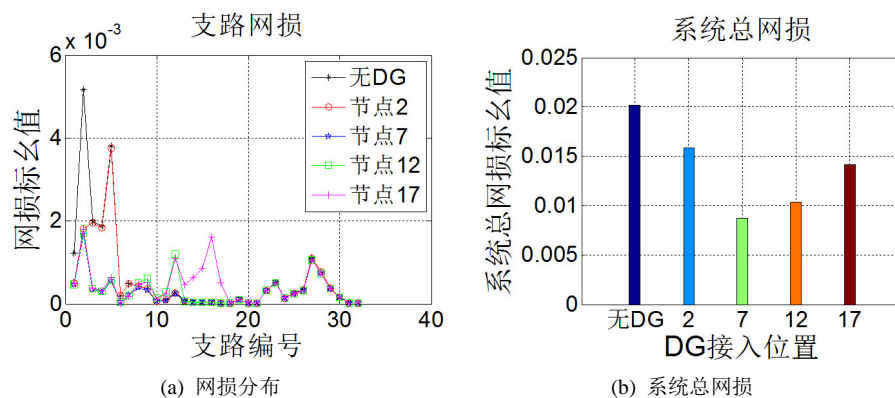 支路网损
6 x 10⁻³
4
2
0
0
10
20
30
40
网损标幺值
支路编号
无DG
节点2
节点7
节点12
节点17
(a) 网损分布
系统总网损
0.025
0.02
0.015
0.01
0.005
0
系统总网损标幺值
无DG
2
7
12
17
DG接入位置
(b) 系统总网损